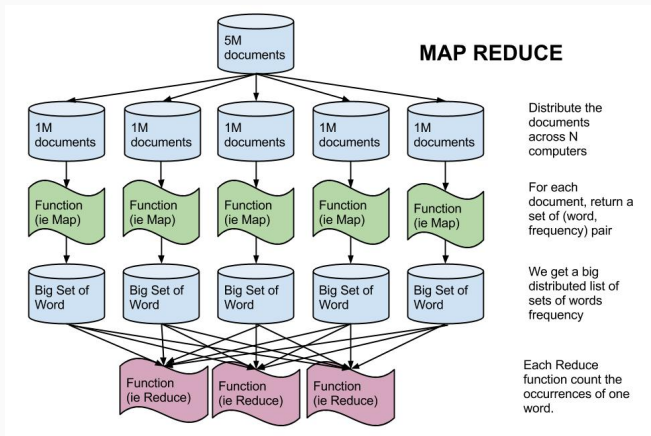 5M
documents
MAP REDUCE
1M
documents
1M
documents
1M
documents
1M
documents
1M
documents
Distribute the
documents
across N
computers
Function
(ie Map)
Function
(ie Map)
Function
(ie Map)
Function
(ie Map)
Function
(ie Map)
For each
document, return a
set of (word,
frequency) pair
Big Set of
Word
Big Set of
Word
Big Set of
Word
Big Set of
Word
Big Set of
Word
We get a big
distributed list of
sets of words
frequency
Function
(ie Reduce)
Function
(ie Reduce)
Function
(ie Reduce)
Each Reduce
function count the
occurrences of one
word.